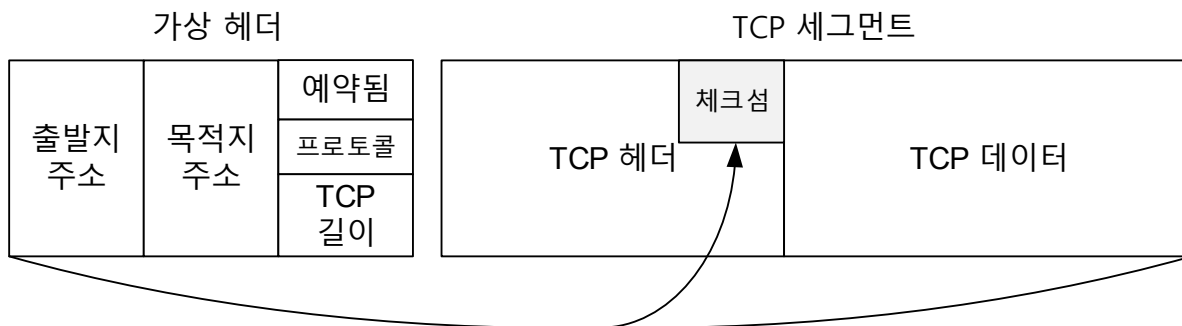 가상 헤더
TCP 세그먼트
출발지
주소
목적지
주소
예약됨
프로토콜
TCP
길이
TCP 헤더
체크섬
TCP 데이터